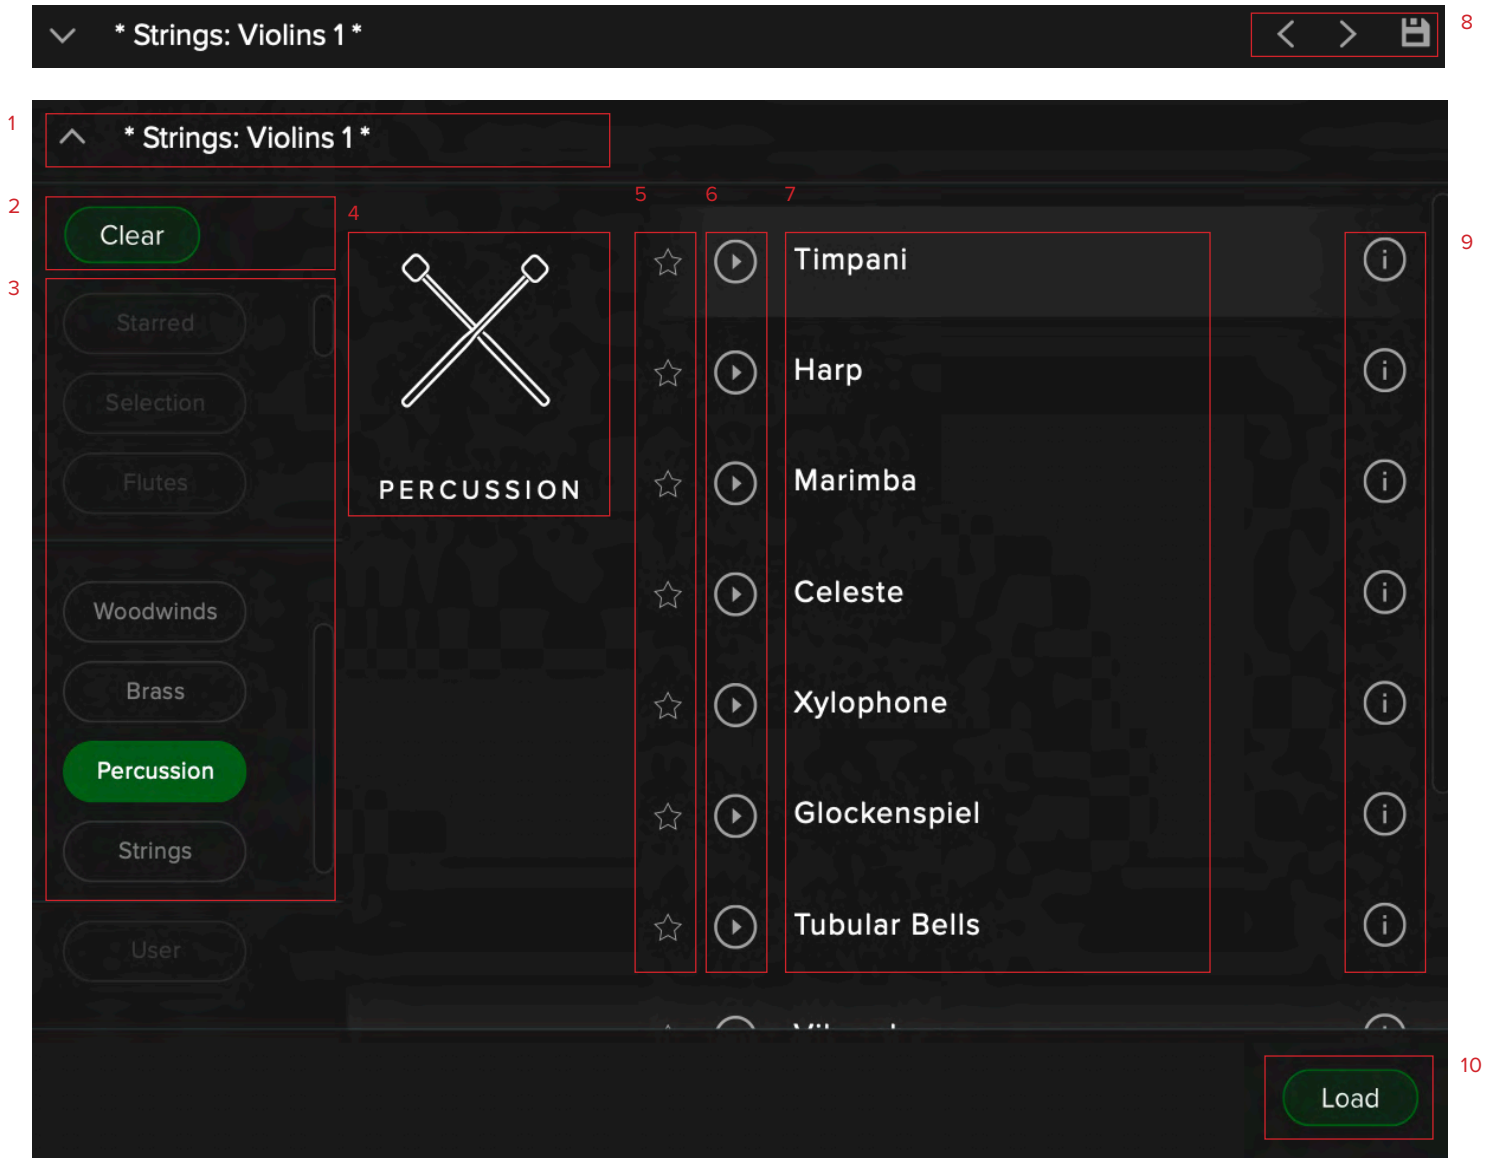 * Strings: Violins 1 *
8
1
* Strings: Violins 1 *
2
Clear
3
Starred
Selection
Flutes
Woodwinds
Brass
Percussion
Strings
User
4
PERCUSSION
5
6
7
Timpani
Harp
Marimba
Celeste
Xylophone
Glockenspiel
Tubular Bells
9
10
Load